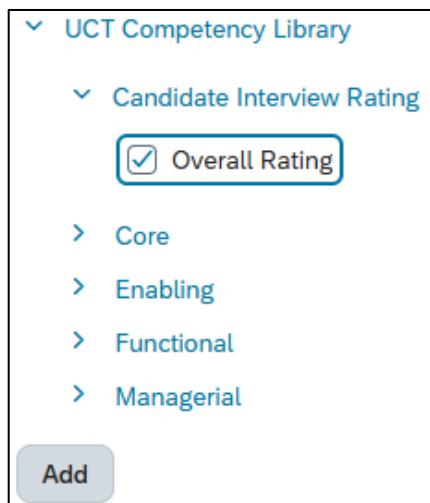 UCT Competency Library
Candidate Interview Rating
Overall Rating
Core
Enabling
Functional
Managerial
Add